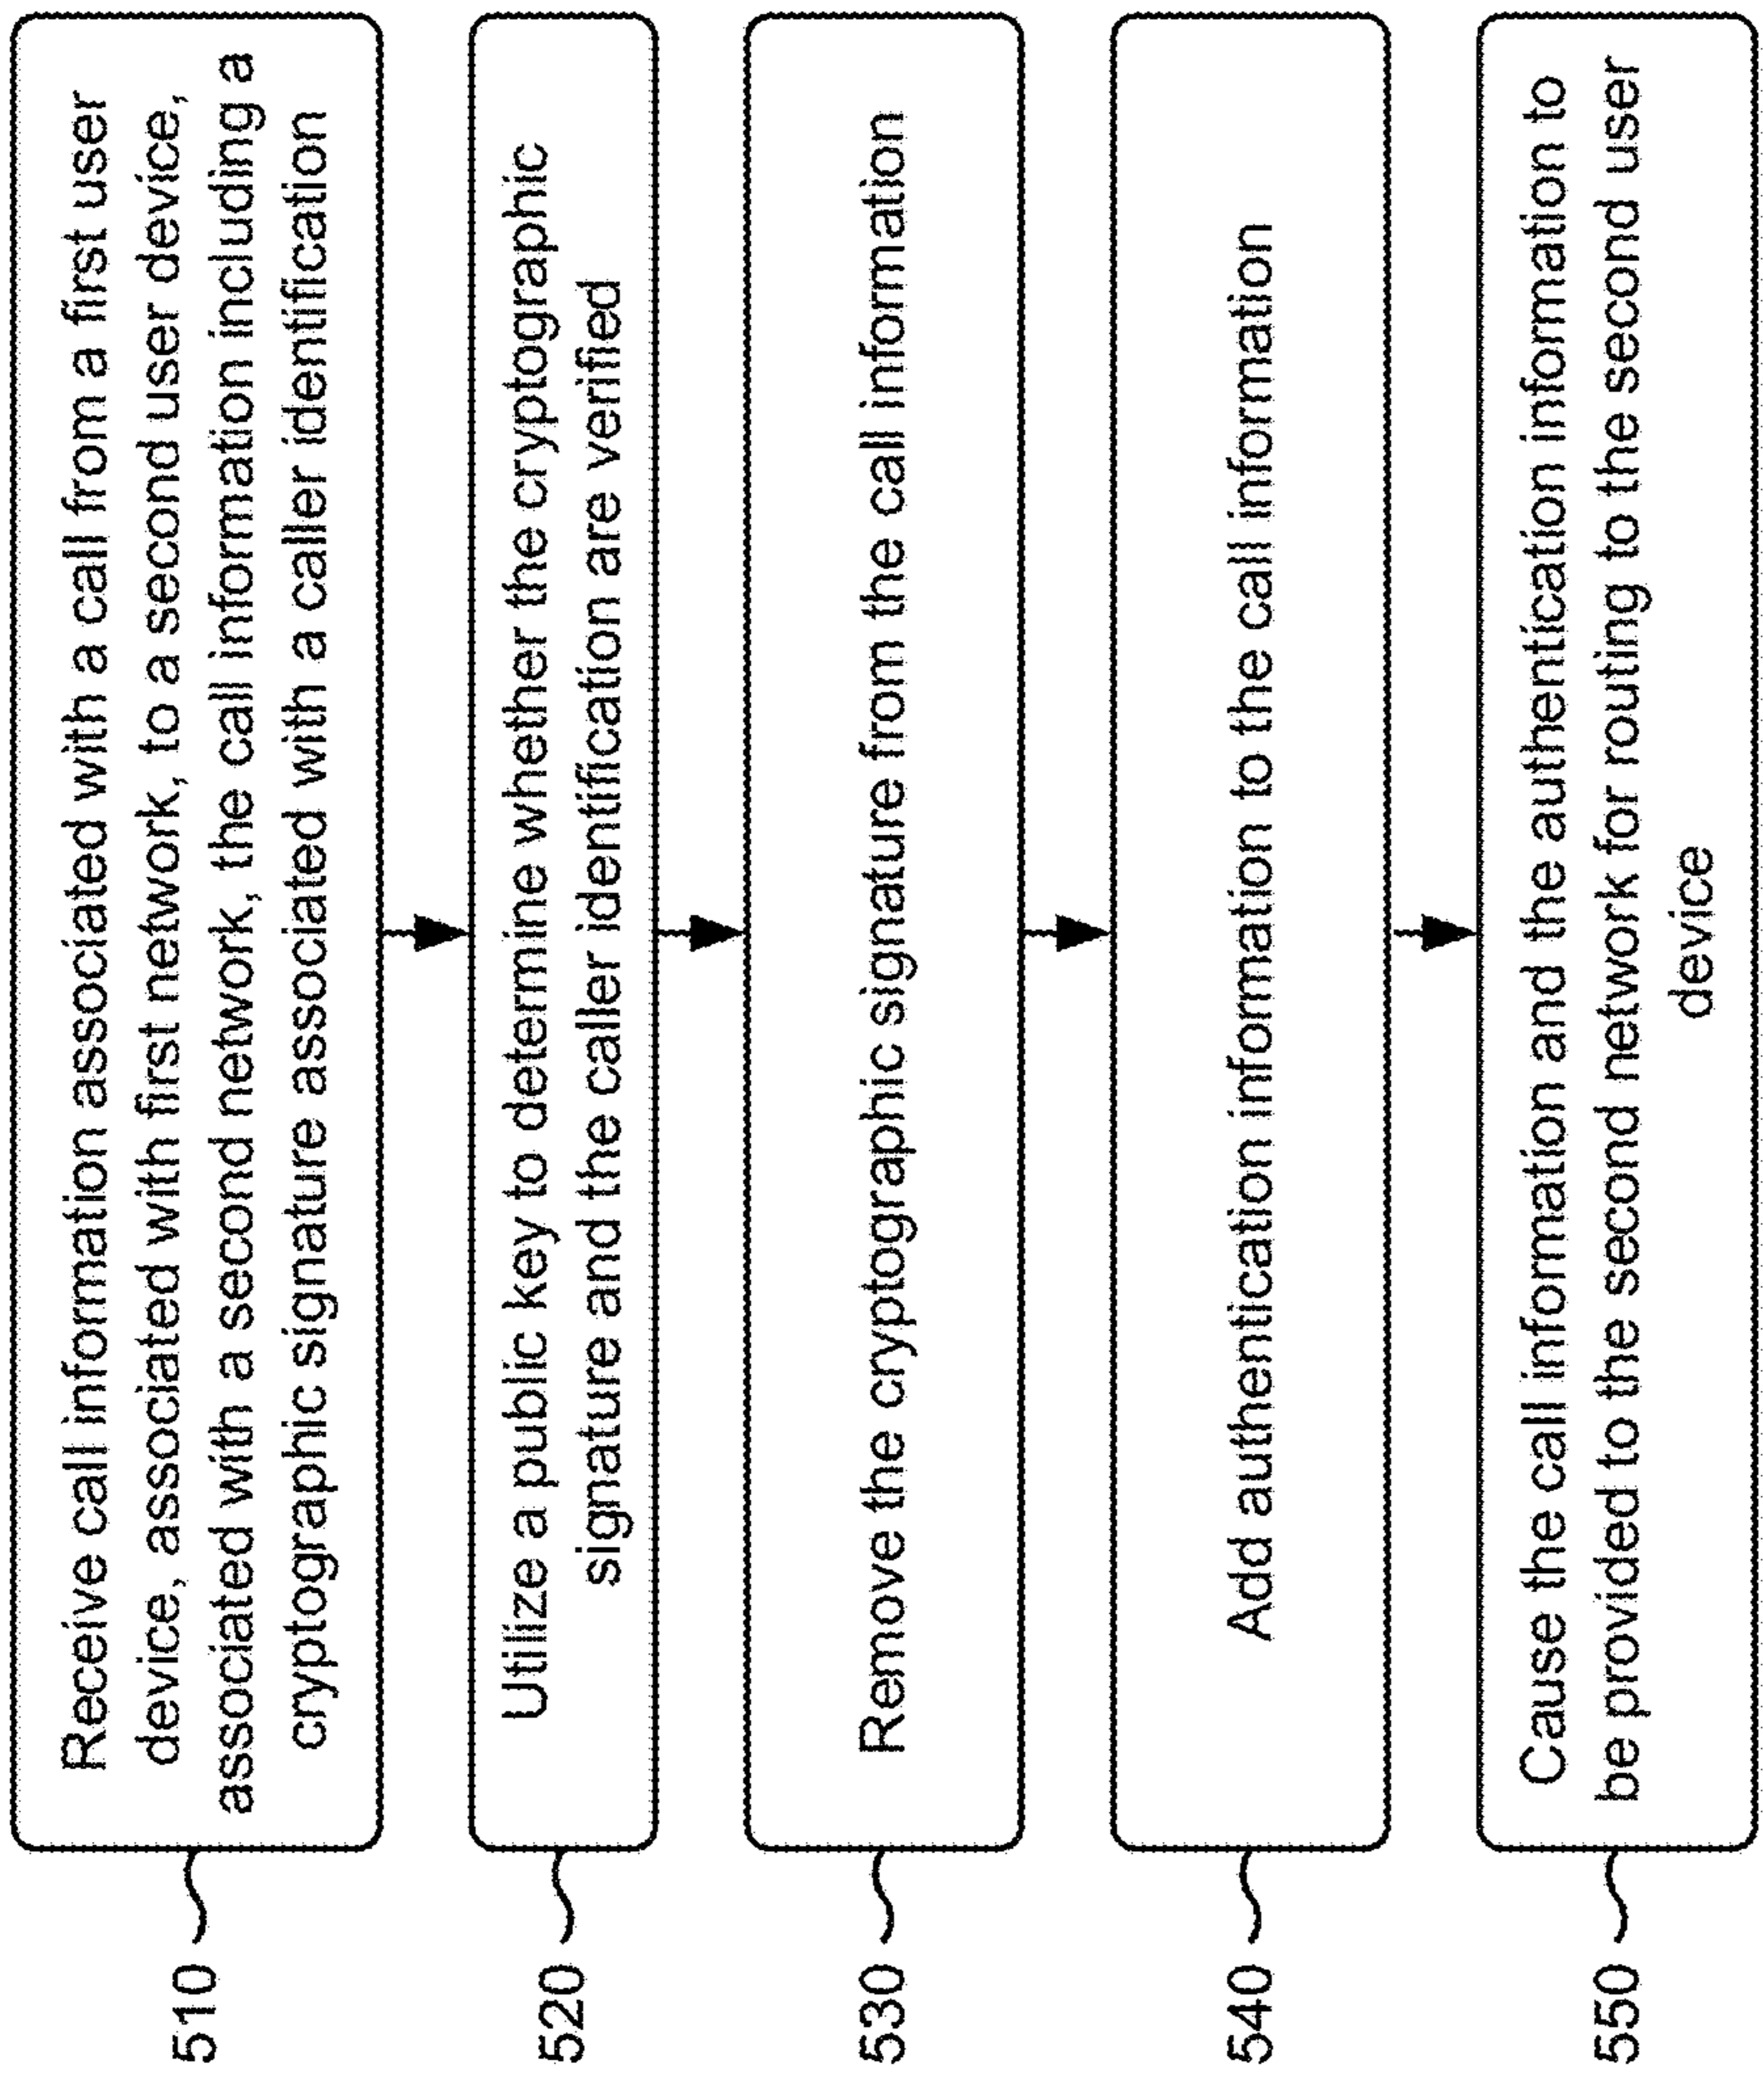 510
Receive call information associated with a call from a first user
device, associated with first network, to a second user device,
associated with a second network, the call information including a
cryptographic signature associated with a caller identification
520
Utilize a public key to determine whether the cryptographic
signature and the caller identification are verified
530
Remove the cryptographic signature from the call information
540
Add authentication information to the call information
550
Cause the call information and the authentication information to
be provided to the second network for routing to the second user
device